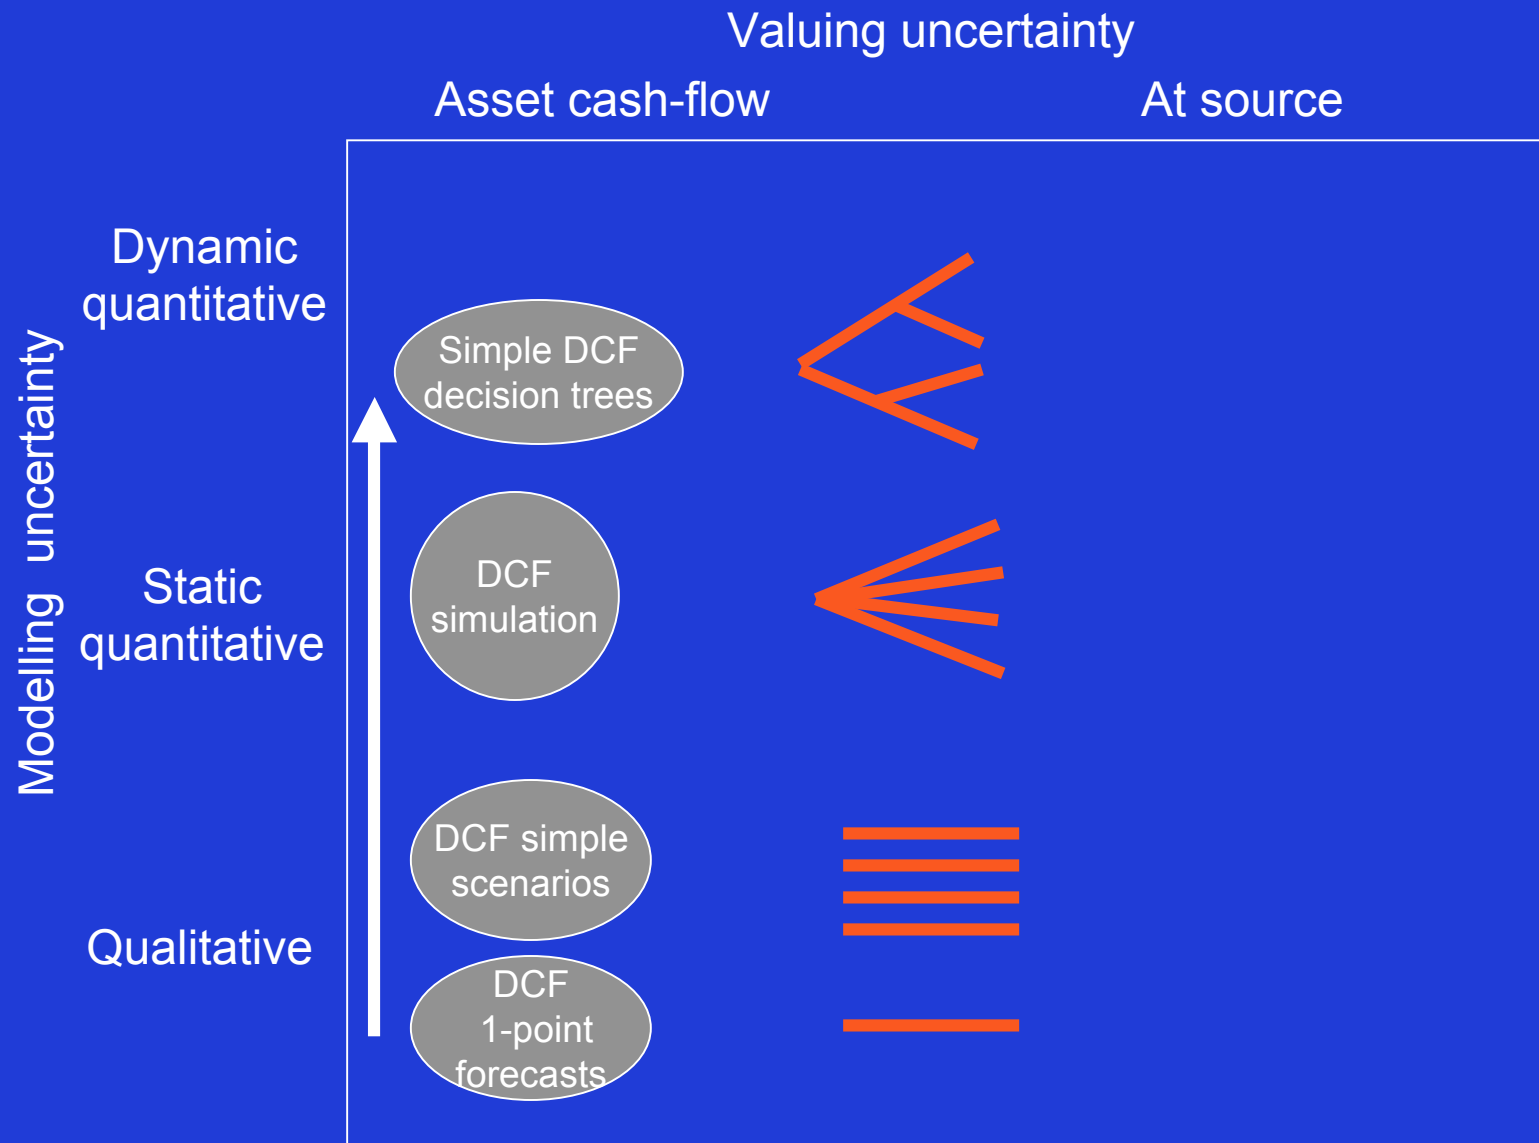 Valuing uncertainty
Asset cash-flow
At source
Modelling uncertainty
Dynamic
quantitative
Simple DCF
decision trees
Static
quantitative
DCF
simulation
Qualitative
DCF simple
scenarios
DCF
1-point
forecasts